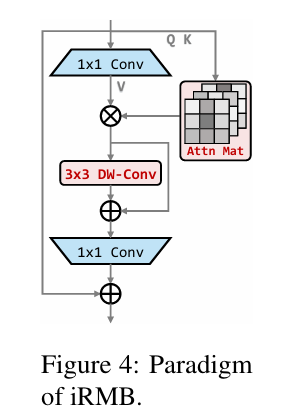 Q K
1x1 Conv
V
Attn Mat
3x3 DW-Conv
1x1 Conv
Figure 4: Paradigm
of iRMB.